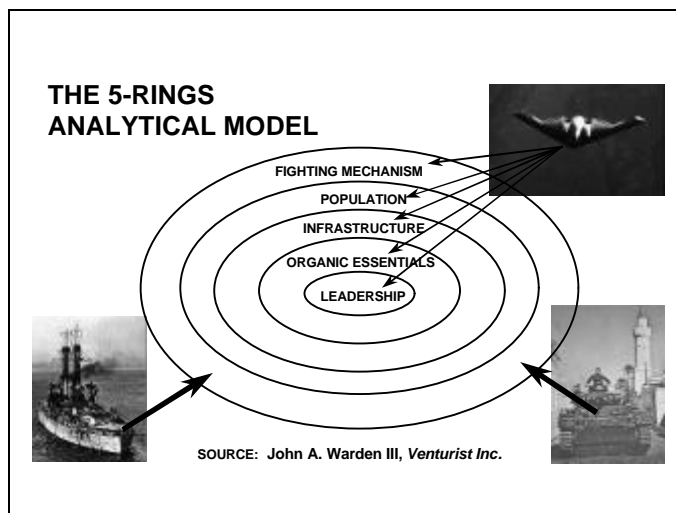 THE 5-RINGS
ANALYTICAL MODEL
FIGHTING MECHANISM
POPULATION
INFRASTRUCTURE
ORGANIC ESSENTIALS
LEADERSHIP
SOURCE: John A. Warden III, Venturist Inc.